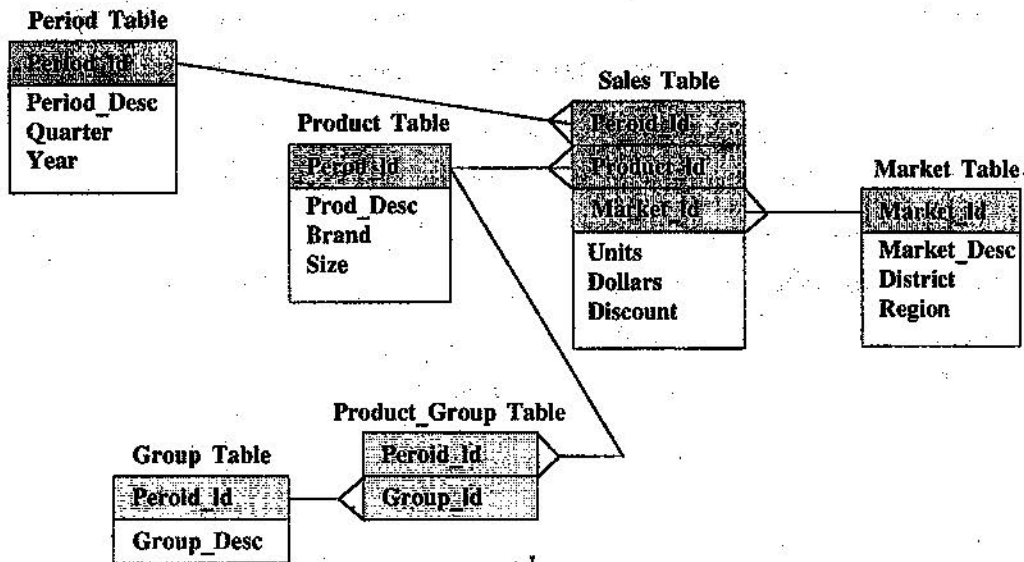 Period Table
Period_Id
Period_Desc
Quarter
Year
Product Table
Perod_Id
Prod_Desc
Brand
Size
Sales Table
Peroid_Id
Product_Id
Market_Id
Units
Dollars
Discount
Market Table
Market_Id
Market_Desc
District
Region
Product_Group Table
Peroid_Id
Group_Id
Group Table
Peroid_Id
Group_Desc